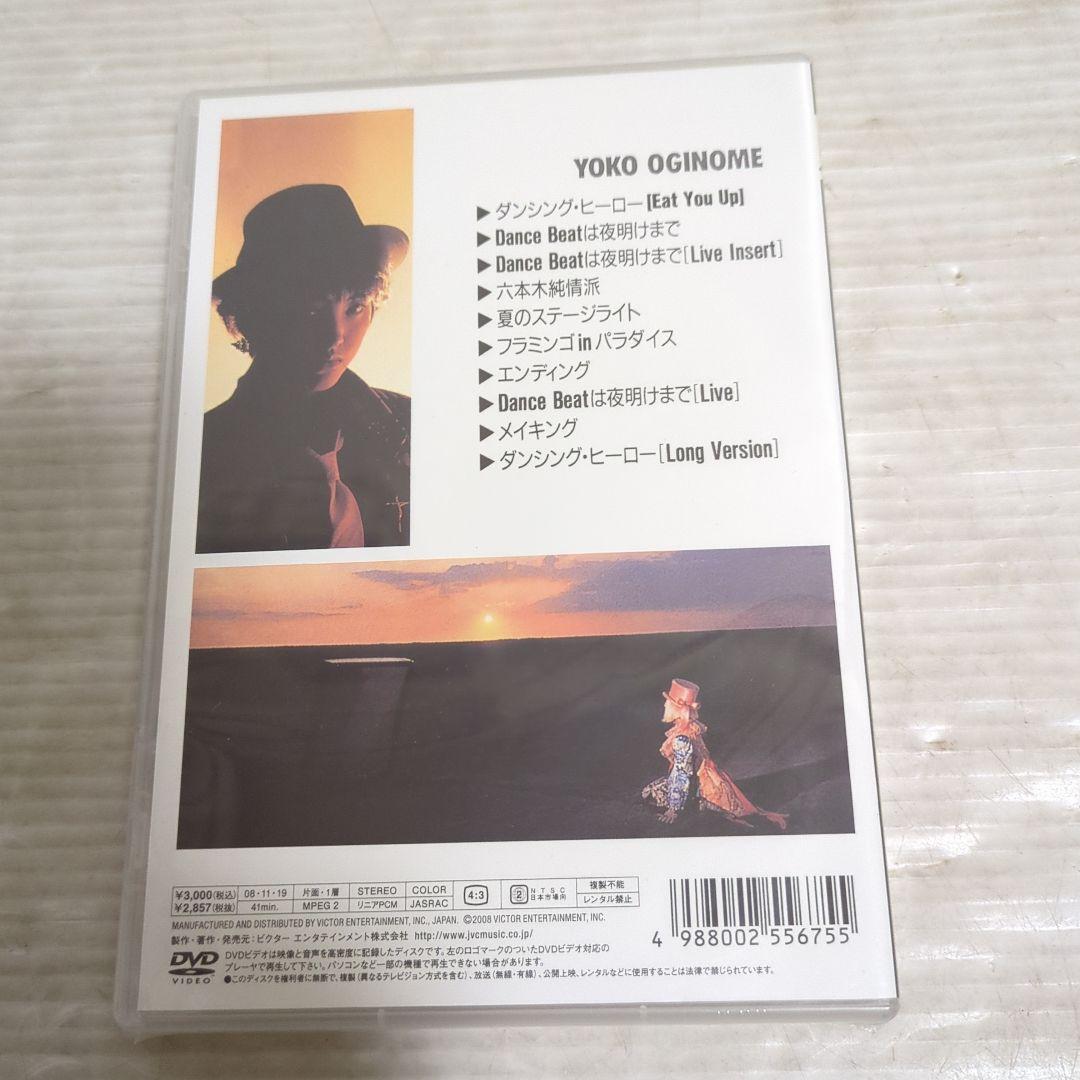 YOKO OGINOME
▶ダンシング・ヒーロー[Eat You Up]
▶Dance Beatは夜明けまで
▶Dance Beatは夜明けまで[Live Insert]
▶六本木純情派
▶夏のステージライト
▶フラミンゴinパラダイス
▶エンディング
▶Dance Beatは夜明けまで[Live]
▶メイキング
▶ダンシング・ヒーロー[Long Version]
¥3,000(税込) 08・11・19 片面・1層 STEREO COLOR 4:3 2 NTSC 日本市場向 複製不能
¥2,857(税抜) 41min. MPEG 2 リニアPCM JASRAC レンタル禁止
MANUFACTURED AND DISTRIBUTED BY VICTOR ENTERTAINMENT, INC., JAPAN. ©2008 VICTOR ENTERTAINMENT, INC.
製作・著作・発売元:ビクター エンタテインメント株式会社 http://www.jvcmusic.co.jp/
4 988002 556755
DVD VIDEO
DVDビデオは映像と音声を高密度に記録したディスクです。左のロゴマークのついたDVDビデオ対応の
プレーヤで再生して下さい。パソコンなど一部の機種で再生できない場合があります。
●このディスクを権利者に無断で、複製(異なるテレビジョン方式を含む)、放送(無線・有線)、公開上映、レンタルなどに使用することは法律で禁じられています。